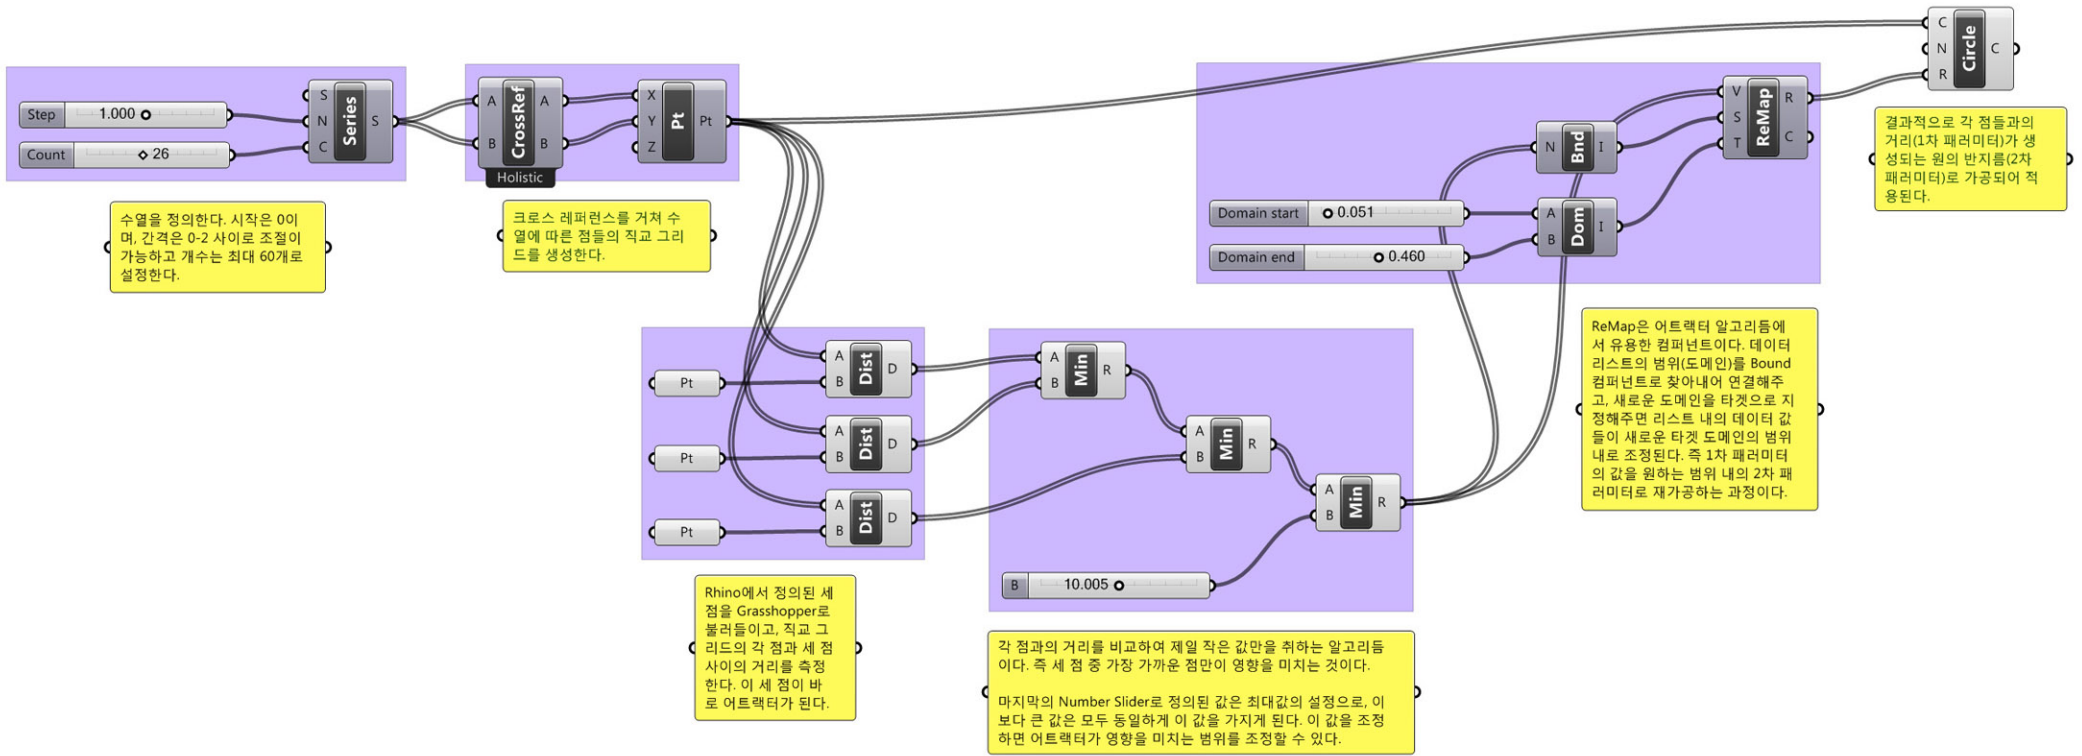 Step
1.000
Count
26
S
N
C
Series
S
A
B
CrossRef
A
B
Holistic
X
Y
Z
Pt
Pt
수열을 정의한다. 시작은 0이
며, 간격은 0-2 사이로 조절이
가능하고 개수는 최대 60개로
설정한다.
크로스 레퍼런스를 거쳐 수
열에 따른 점들의 직교 그리
드를 생성한다.
Pt
A
B
Dist
D
Pt
A
B
Dist
D
Pt
A
B
Dist
D
Rhino에서 정의된 세
점을 Grasshopper로
불러들이고, 직교 그
리드의 각 점과 세 점
사이의 거리를 측정
한다. 이 세 점이 바
로 어트랙터가 된다.
A
B
Min
R
A
B
Min
R
A
B
Min
R
B
10.005
각 점과의 거리를 비교하여 제일 작은 값만을 취하는 알고리듬
이다. 즉 세 점 중 가장 가까운 점만이 영향을 미치는 것이다.
마지막의 Number Slider로 정의된 값은 최대값의 설정으로, 이
보다 큰 값은 모두 동일하게 이 값을 가지게 된다. 이 값을 조정
하면 어트랙터가 영향을 미치는 범위를 조정할 수 있다.
Domain start
0.051
Domain end
0.460
N
Bnd
I
A
B
Dom
I
V
S
T
ReMap
R
C
ReMap은 어트랙터 알고리듬에
서 유용한 컴퍼넌트이다. 데이터
리스트의 범위(도메인)를 Bound
컴퍼넌트로 찾아내어 연결해주
고, 새로운 도메인을 타겟으로 지
정해주면 리스트 내의 데이터 값
들이 새로운 타겟 도메인의 범위
내로 조정된다. 즉 1차 패러미터
의 값을 원하는 범위 내의 2차 패
러미터로 재가공하는 과정이다.
C
N
R
Circle
C
결과적으로 각 점들과의
거리(1차 패러미터)가 생
성되는 원의 반지름(2차
패러미터)로 가공되어 적
용된다.